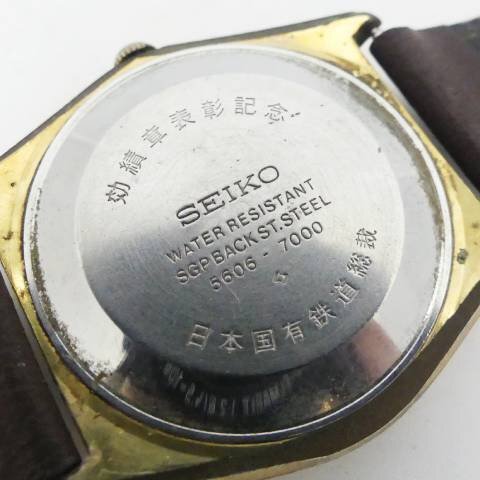 効績章表彰記念
SEIKO
WATER RESISTANT
SGP BACK ST.STEEL
5606 - 7000
日本国有鉄道総裁